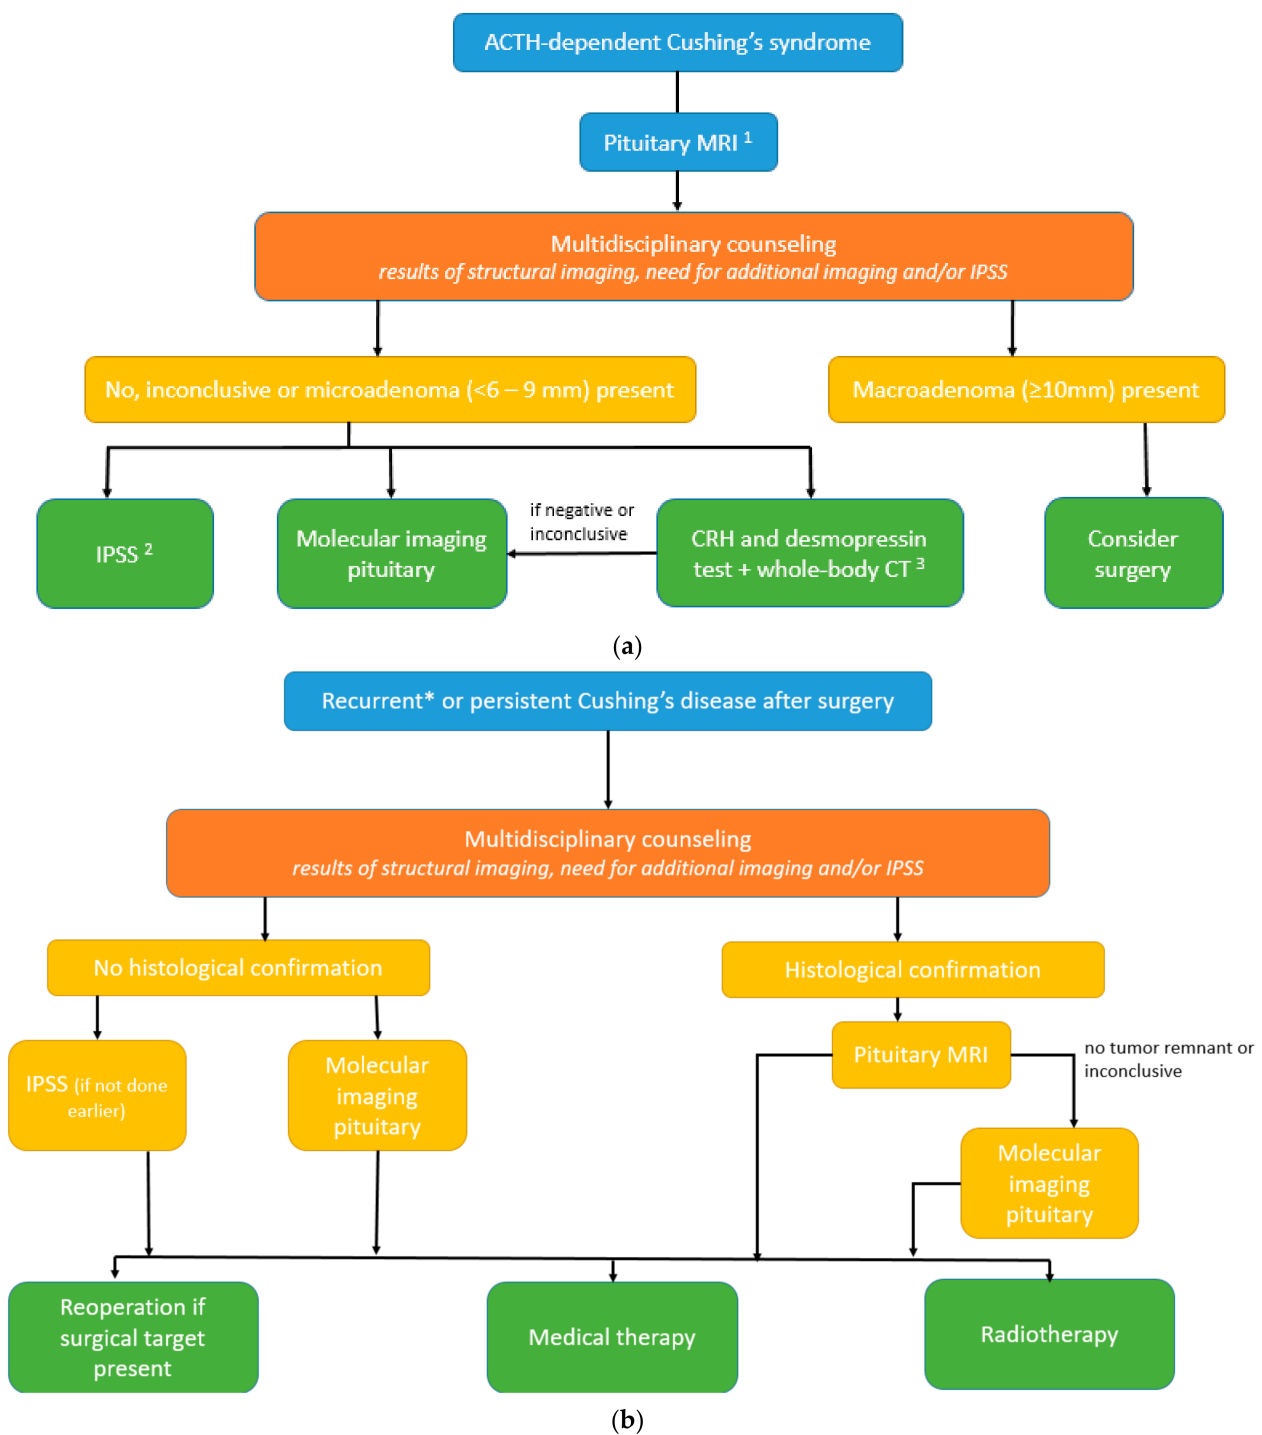 ACTH-dependent Cushing's syndrome
Pituitary MRI 1
Multidisciplinary counseling
results of structural imaging, need for additional imaging and/or IPSS
No, inconclusive or microadenoma (<6 – 9 mm) present
Macroadenoma (≥10mm) present
IPSS 2
Molecular imaging
pituitary
if negative or
inconclusive
CRH and desmopressin
test + whole-body CT 3
Consider
surgery
(a)
Recurrent* or persistent Cushing's disease after surgery
Multidisciplinary counseling
results of structural imaging, need for additional imaging and/or IPSS
No histological confirmation
Histological confirmation
IPSS (if not done
earlier)
Molecular
imaging
pituitary
Pituitary MRI
no tumor remnant or
inconclusive
Molecular
imaging
pituitary
Reoperation if
surgical target
present
Medical therapy
Radiotherapy
(b)